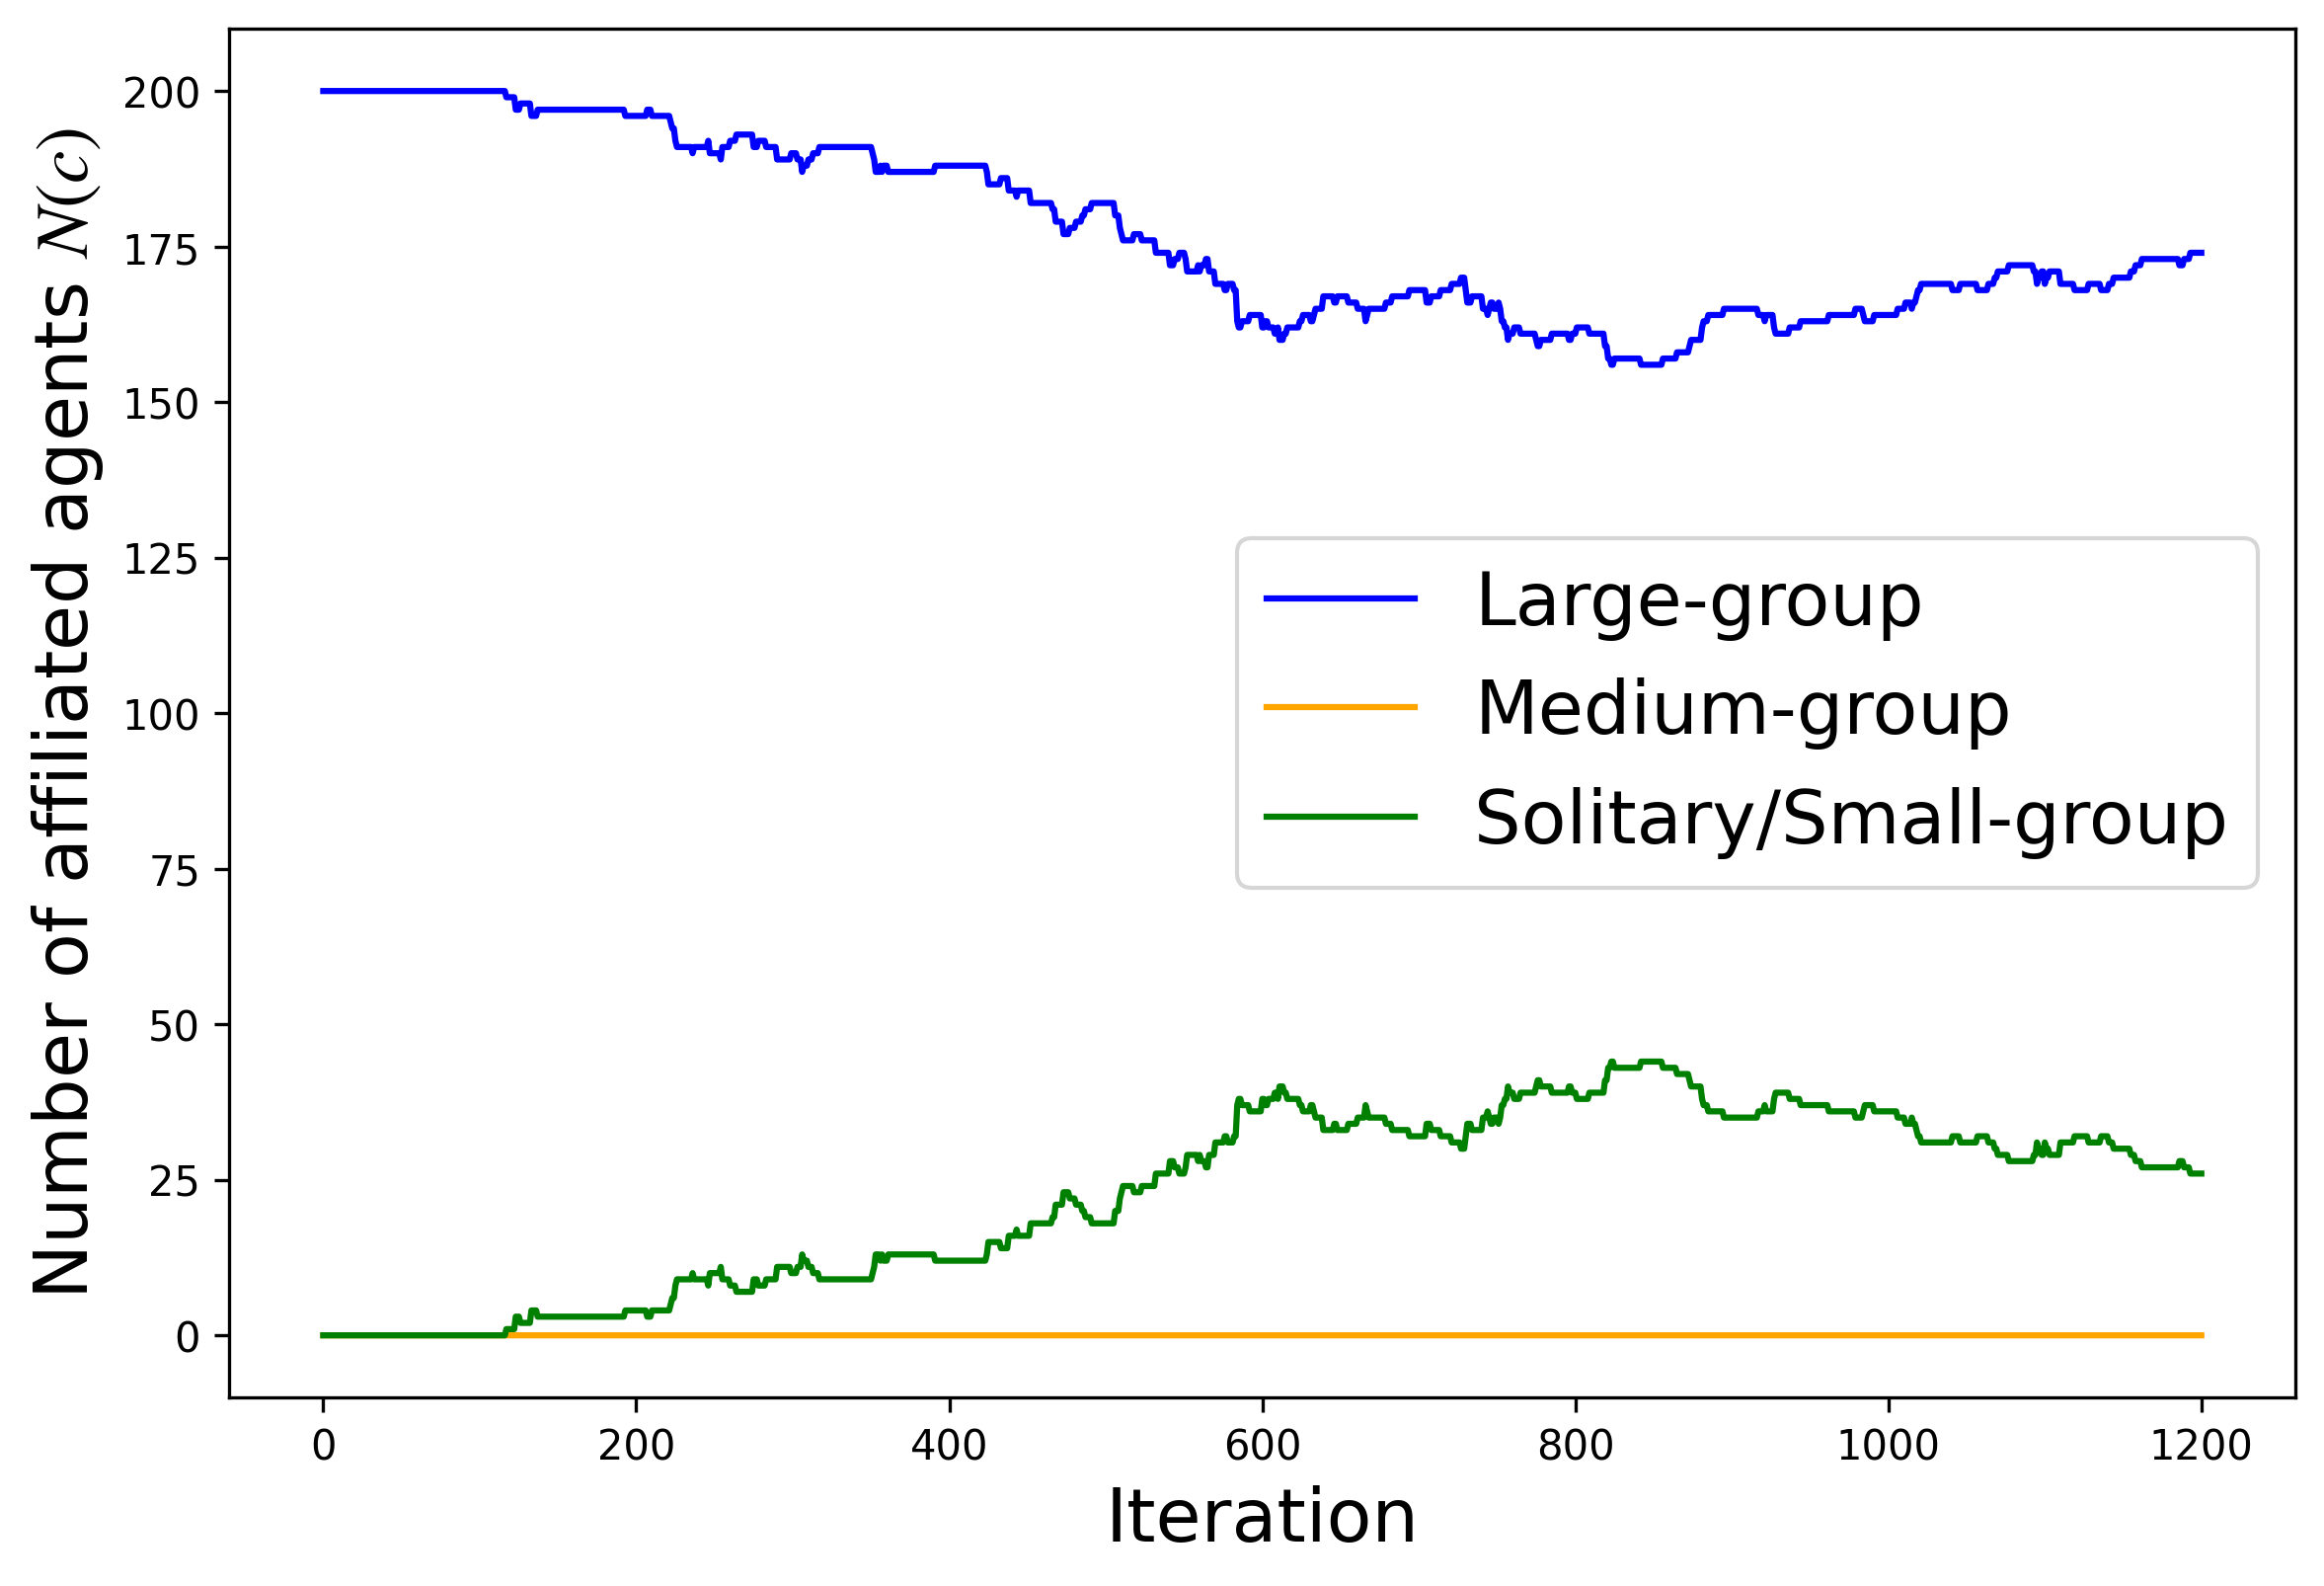 Number of affiliated agents N(c)
200
175
150
125
100
75
50
25
0
Large-group
Medium-group
Solitary/Small-group
0 200 400 600 800 1000 1200
Iteration